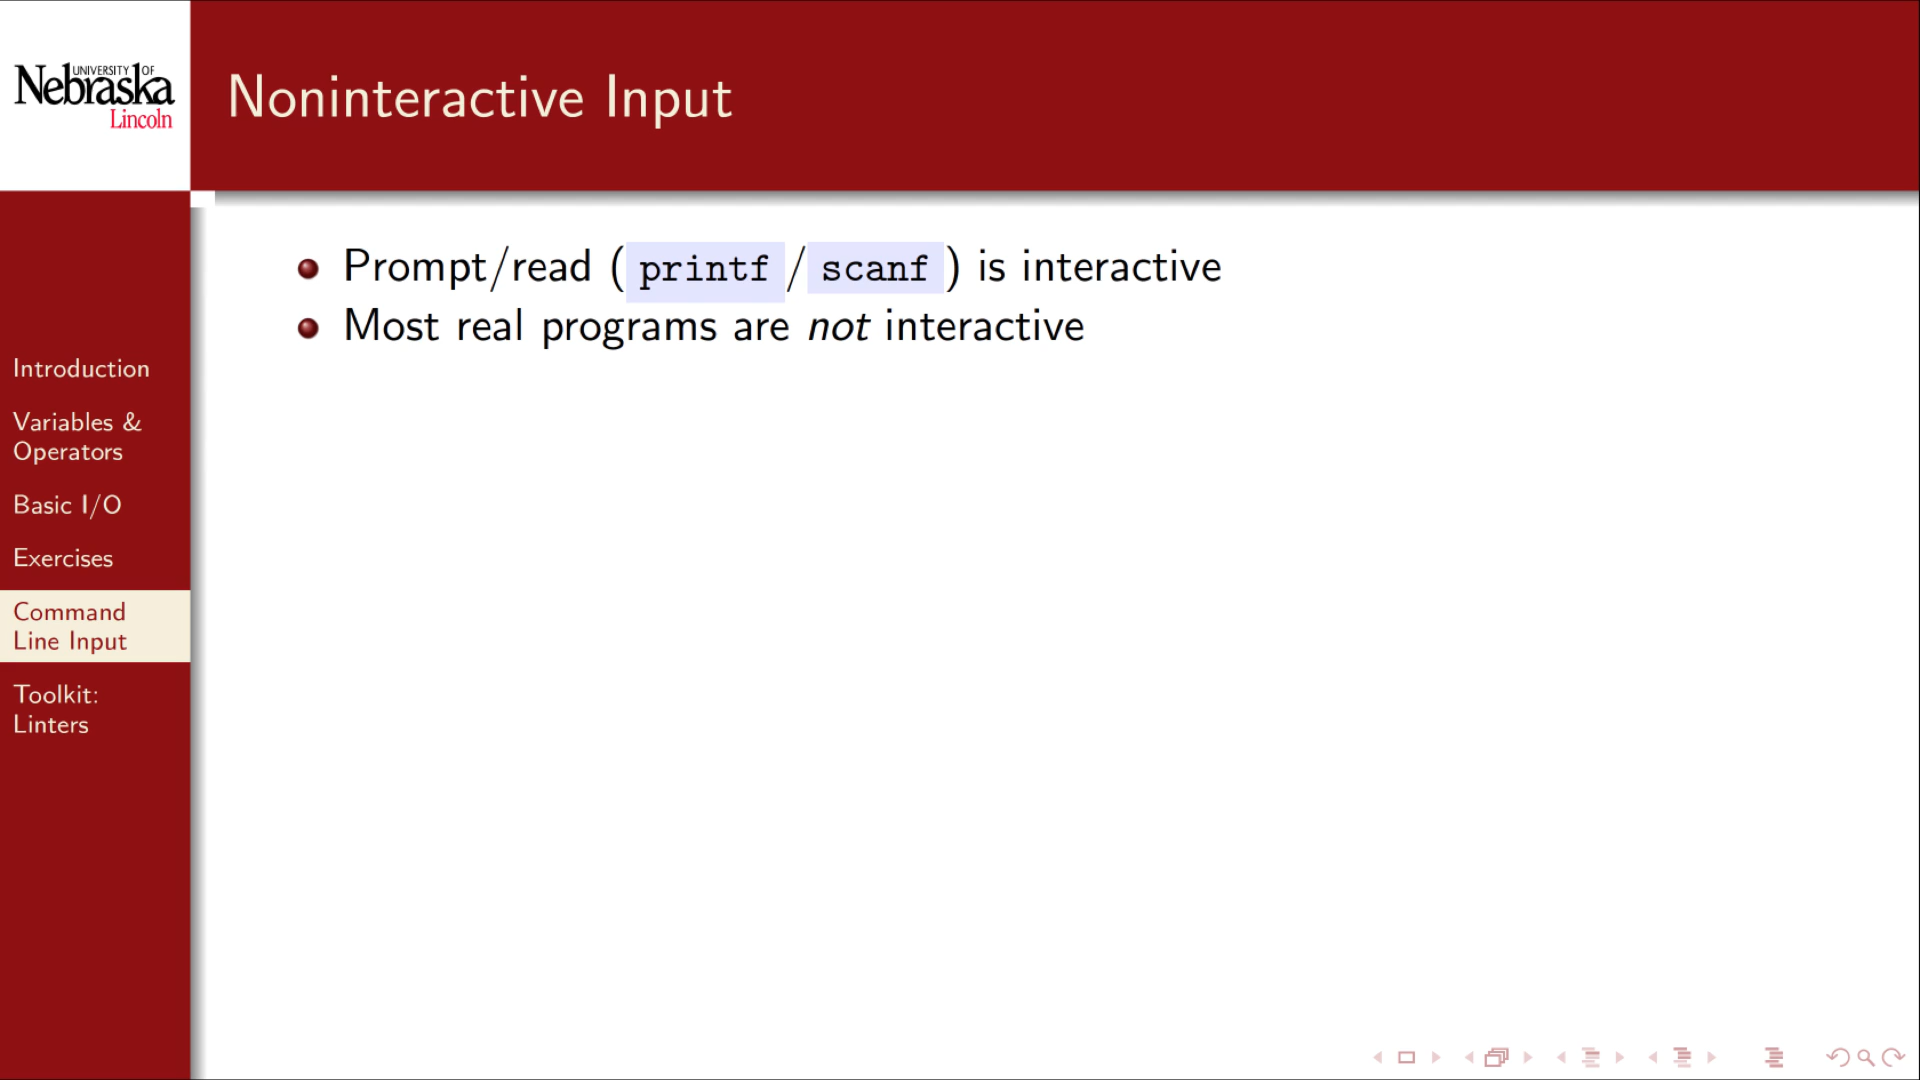 UNIVERSITY OF
Nebraska
Lincoln
Noninteractive Input
Introduction
Variables &
Operators
Basic I/O
Exercises
Command
Line Input
Toolkit:
Linters
Prompt/read ( printf / scanf ) is interactive
Most real programs are not interactive